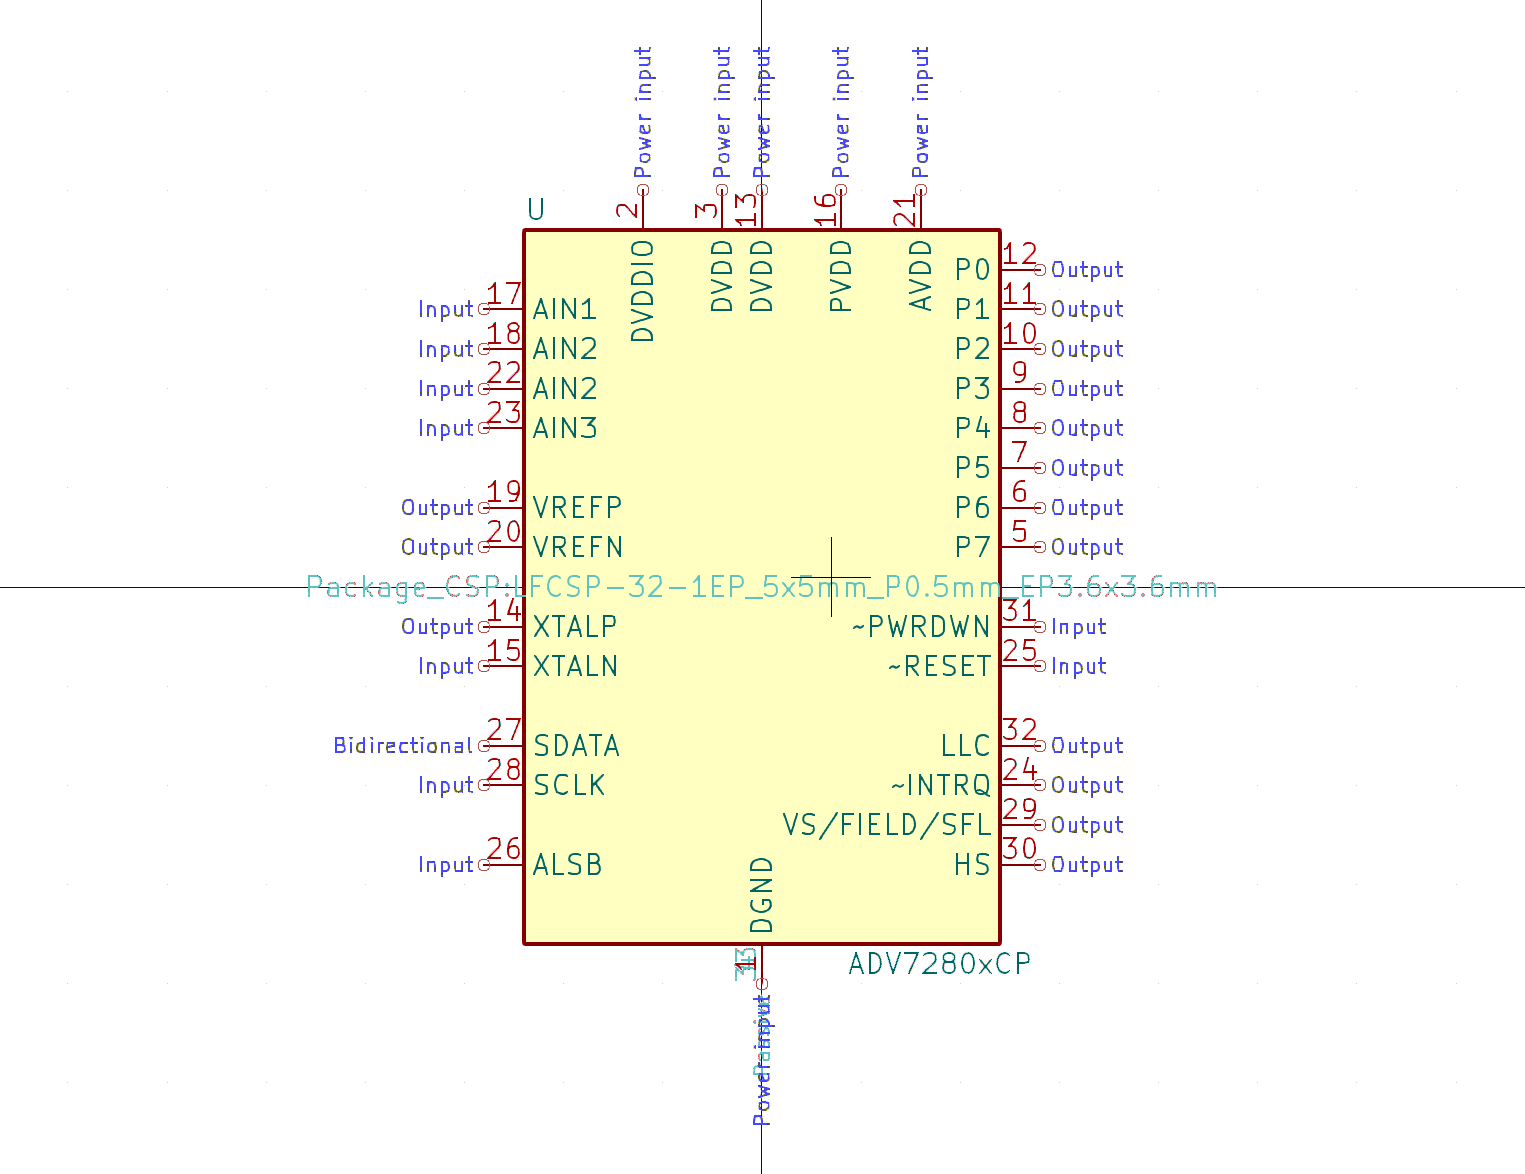 Power input Power input Power input Power input Power input
U
2 3 13 16 21
DVDDIO DVDD DVDD PVDD AVDD
P0 12 Output
Input 17 AIN1 P1 11 Output
Input 18 AIN2 P2 10 Output
Input 22 AIN2 P3 9 Output
Input 23 AIN3 P4 8 Output
P5 7 Output
Output 19 VREFP P6 6 Output
Output 20 VREFN P7 5 Output
Package_CSP:LFCSP-32-1EP_5x5mm_P0.5mm_EP3.6x3.6mm
Output 14 XTALP ~PWRDWN 31 Input
Input 15 XTALN ~RESET 25 Input
Bidirectional 27 SDATA LLC 32 Output
Input 28 SCLK ~INTRQ 24 Output
VS/FIELD/SFL 29 Output
Input 26 ALSB HS 30 Output
DGND
1
ADV7280xCP
Power input